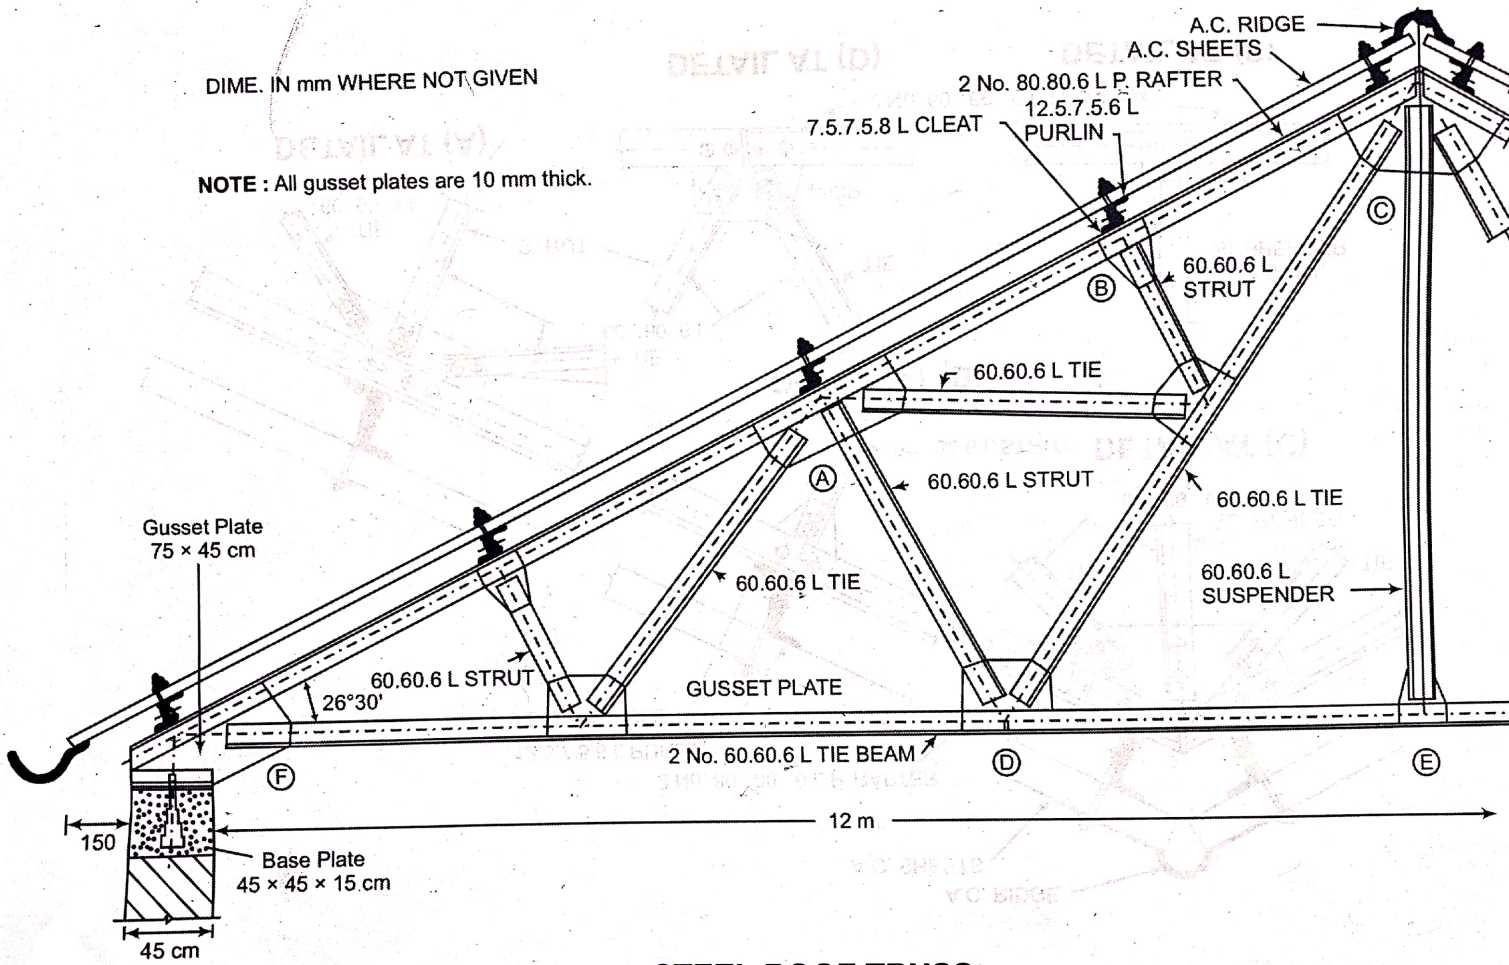 A.C. RIDGE
A.C. SHEETS
DIME. IN mm WHERE NOT GIVEN
2 No. 80.80.6 L P. RAFTER
12.5.7.5.6 L
PURLIN
7.5.7.5.8 L CLEAT
NOTE : All gusset plates are 10 mm thick.
C
60.60.6 L
STRUT
B
60.60.6 L TIE
A
60.60.6 L STRUT
60.60.6 L TIE
Gusset Plate
75 × 45 cm
60.60.6 L TIE
60.60.6 L
SUSPENDER
60.60.6 L STRUT
26°30'
GUSSET PLATE
2 No. 60.60.6 L TIE BEAM
F
D
E
150
12 m
Base Plate
45 × 45 × 15 cm
45 cm
STEEL ROOF TRUSS